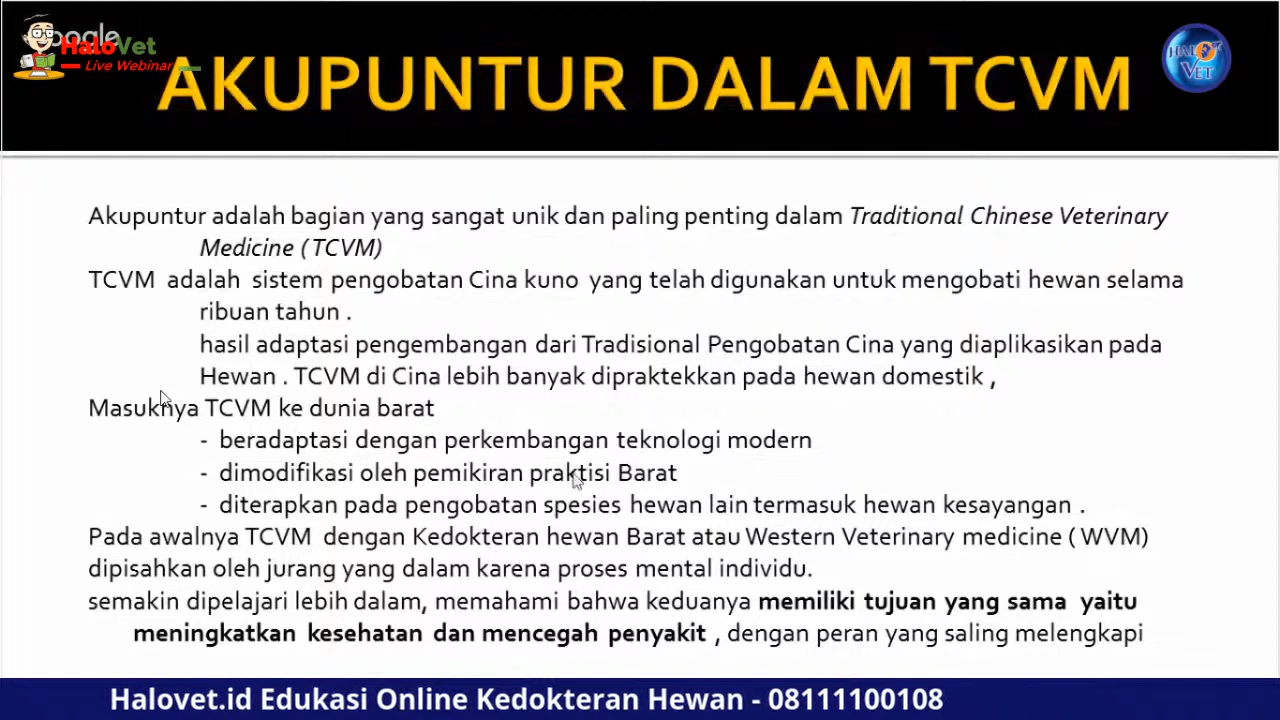 Google
HaloVet
Live Webinar
AKUPUNTUR DALAM TCVM
HALO VET
Akupuntur adalah bagian yang sangat unik dan paling penting dalam Traditional Chinese Veterinary
Medicine (TCVM)
TCVM adalah sistem pengobatan Cina kuno yang telah digunakan untuk mengobati hewan selama
ribuan tahun .
hasil adaptasi pengembangan dari Tradisional Pengobatan Cina yang diaplikasikan pada
Hewan . TCVM di Cina lebih banyak dipraktekkan pada hewan domestik ,
Masuknya TCVM ke dunia barat
- beradaptasi dengan perkembangan teknologi modern
- dimodifikasi oleh pemikiran praktisi Barat
- diterapkan pada pengobatan spesies hewan lain termasuk hewan kesayangan .
Pada awalnya TCVM dengan Kedokteran hewan Barat atau Western Veterinary medicine ( WVM)
dipisahkan oleh jurang yang dalam karena proses mental individu.
semakin dipelajari lebih dalam, memahami bahwa keduanya memiliki tujuan yang sama yaitu
meningkatkan kesehatan dan mencegah penyakit , dengan peran yang saling melengkapi
Halovet.id Edukasi Online Kedokteran Hewan - 08111100108